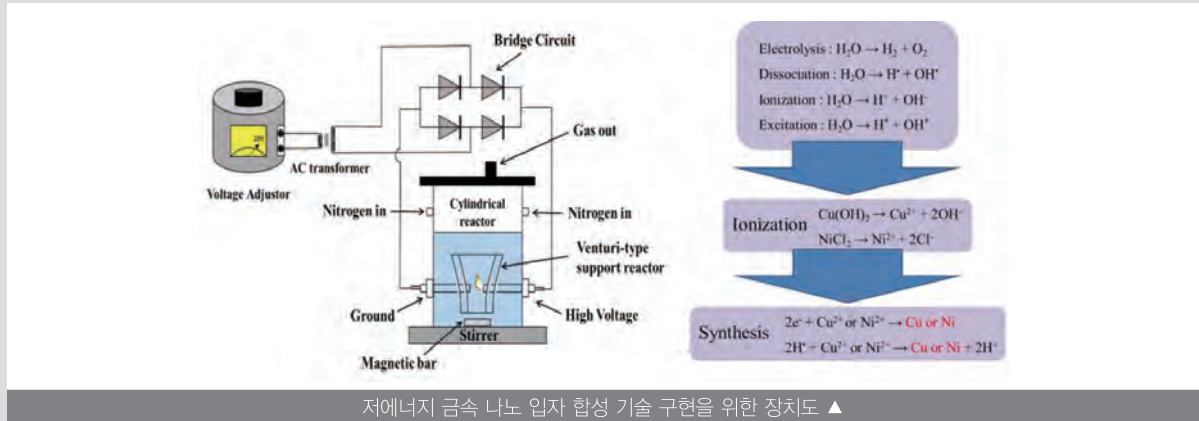 Bridge Circuit
Gas out
AC transformer
Voltage Adjustor
Nitrogen in
Cylindrical
reactor
Nitrogen in
Venturi-type
support reactor
Ground
High Voltage
Stirrer
Magnetic bar
Electrolysis : H₂O → H₂ + O₂
Dissociation : H₂O → H• + OH•
Ionization : H₂O → H⁺ + OH⁻
Excitation : H₂O → H* + OH*
Ionization
Cu(OH)₂ → Cu²⁺ + 2OH⁻
NiCl₂ → Ni²⁺ + 2Cl⁻
Synthesis
2e⁻ + Cu²⁺ or Ni²⁺ → Cu or Ni
2H• + Cu²⁺ or Ni²⁺ → Cu or Ni + 2H⁺
저에너지 금속 나노 입자 합성 기술 구현을 위한 장치도 ▲